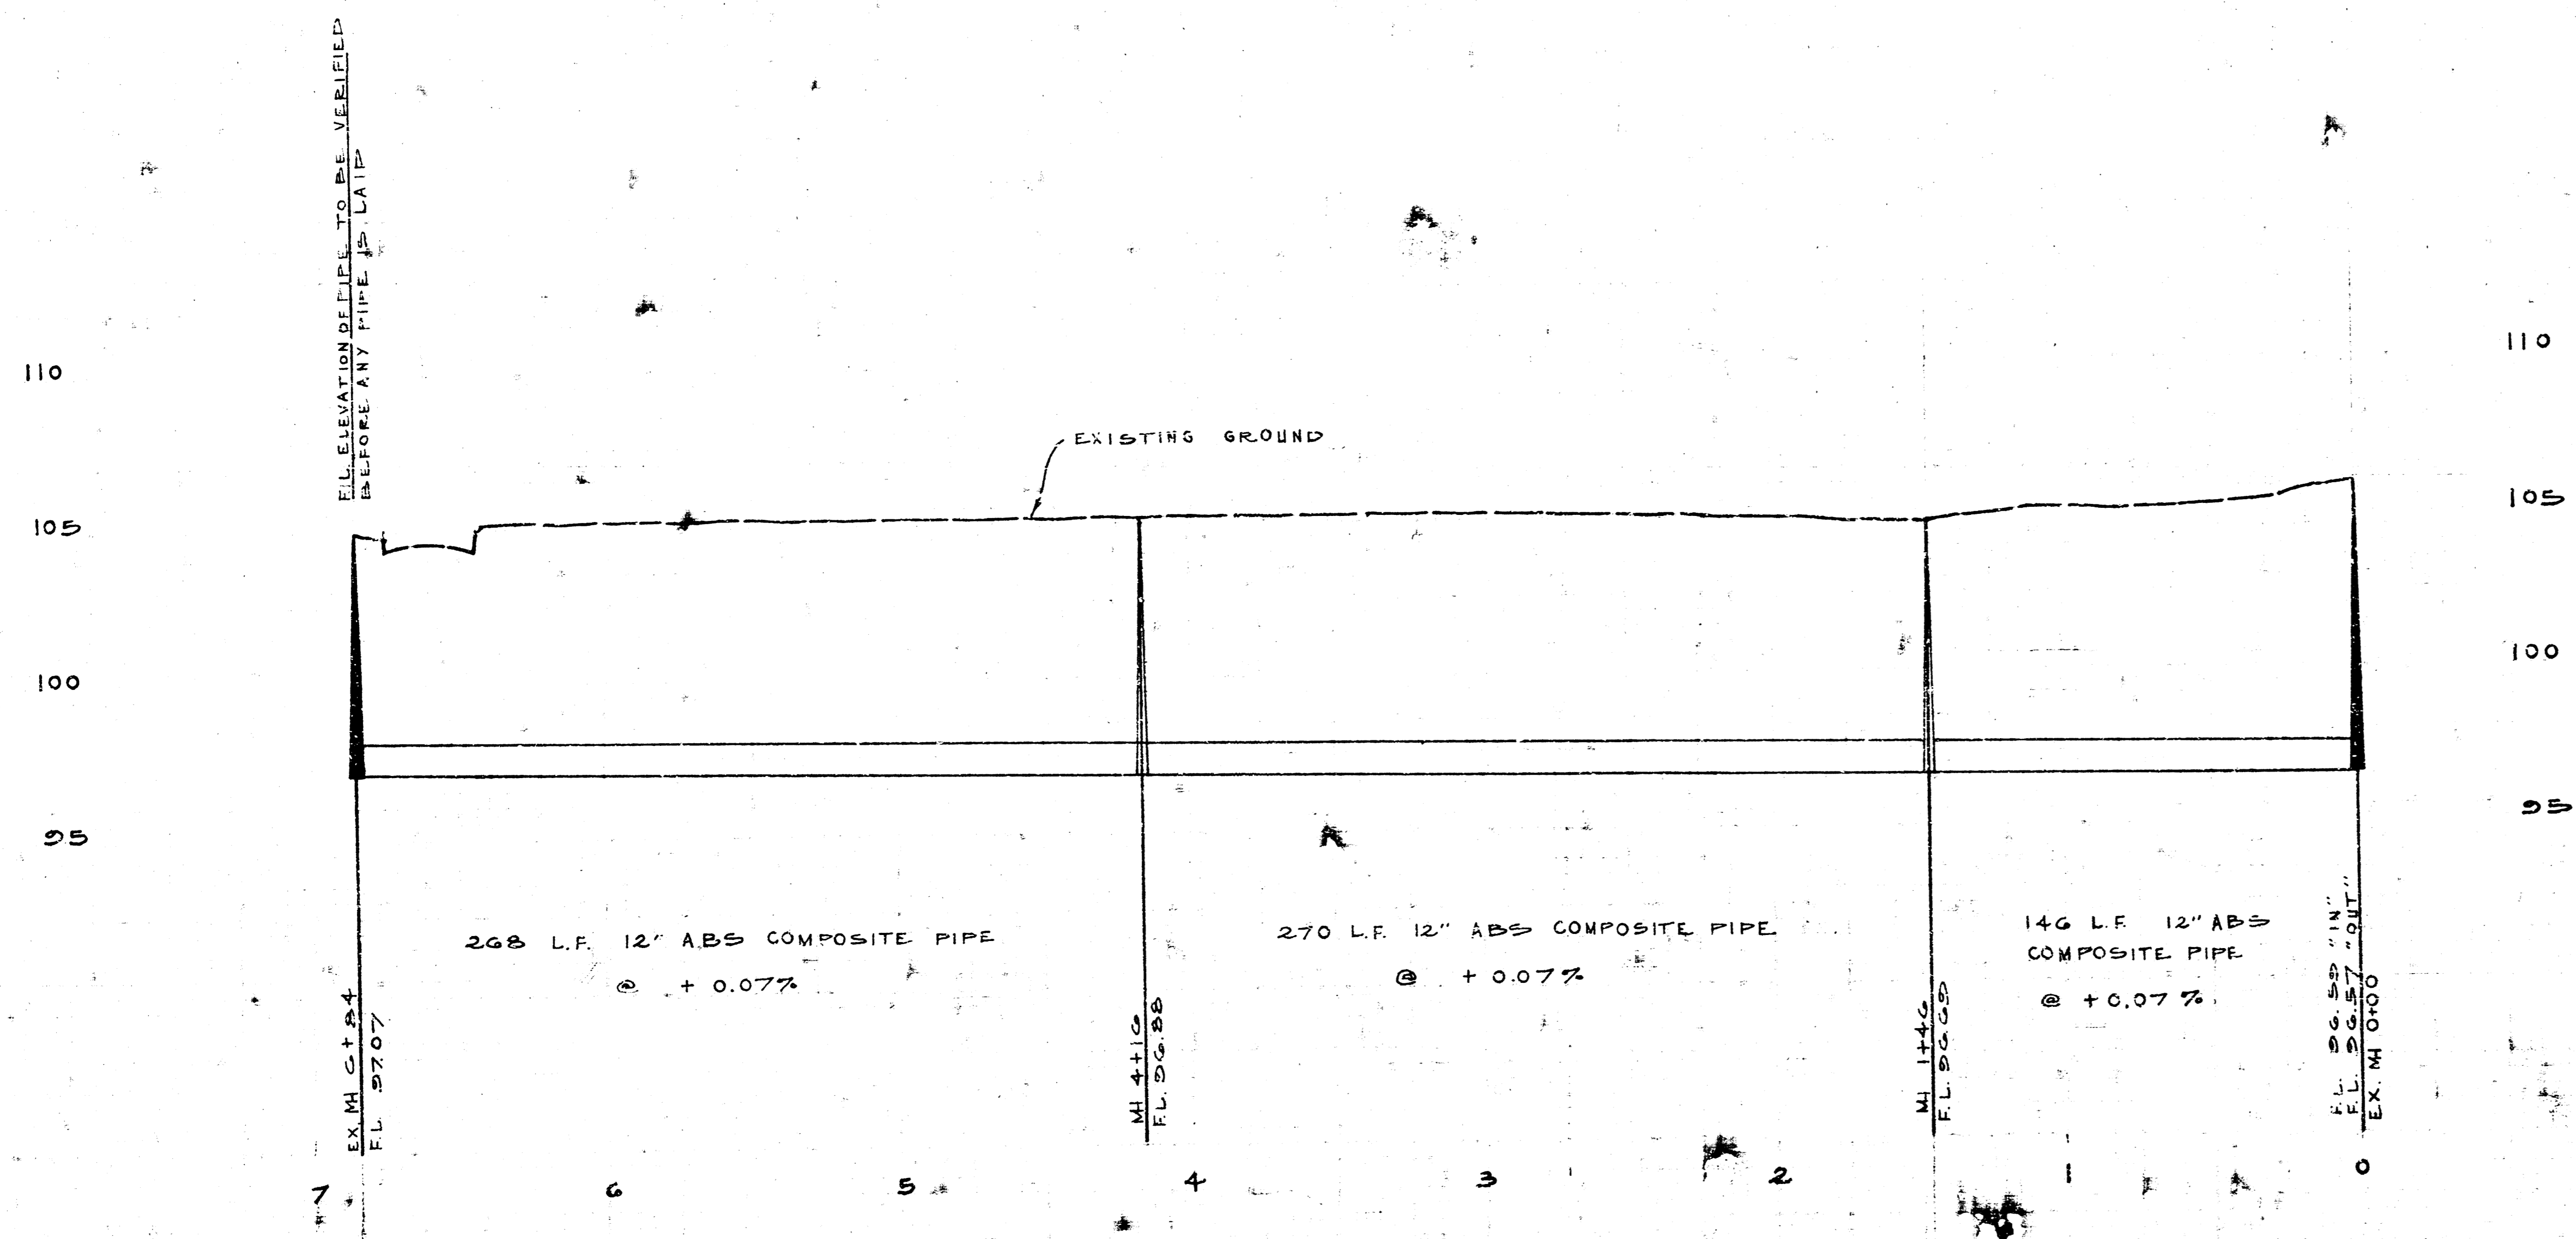 F.L. ELEVATION OF PIPE TO BE VERIFIED
BEFORE ANY PIPE IS LAID
110
110
EXISTING GROUND
105
105
100
100
95
95
268 L.F. 12" ABS COMPOSITE PIPE
@ + 0.07%
270 L.F. 12" ABS COMPOSITE PIPE
@ + 0.07%
146 L.F. 12" ABS
COMPOSITE PIPE
@ + 0.07%
EX. MH 6+84
F.L. 97.07
MH 4+16
F.L. 96.88
MH 1+46
F.L. 96.69
F.L. 96.59 "IN"
F.L. 96.57 "OUT"
EX. MH 0+00
7
6
5
4
3
2
1
0